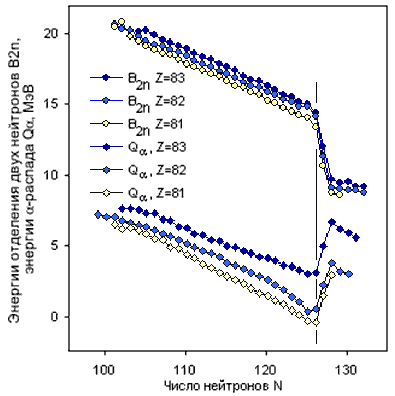 Энергии отделения двух нейтронов B2n,
энергии α-распада Qα, МэВ
20
15
10
5
0
B2n Z=83
B2n Z=82
B2n Z=81
Qα, Z=83
Qα, Z=82
Qα, Z=81
100 110 120 130
Число нейтронов N